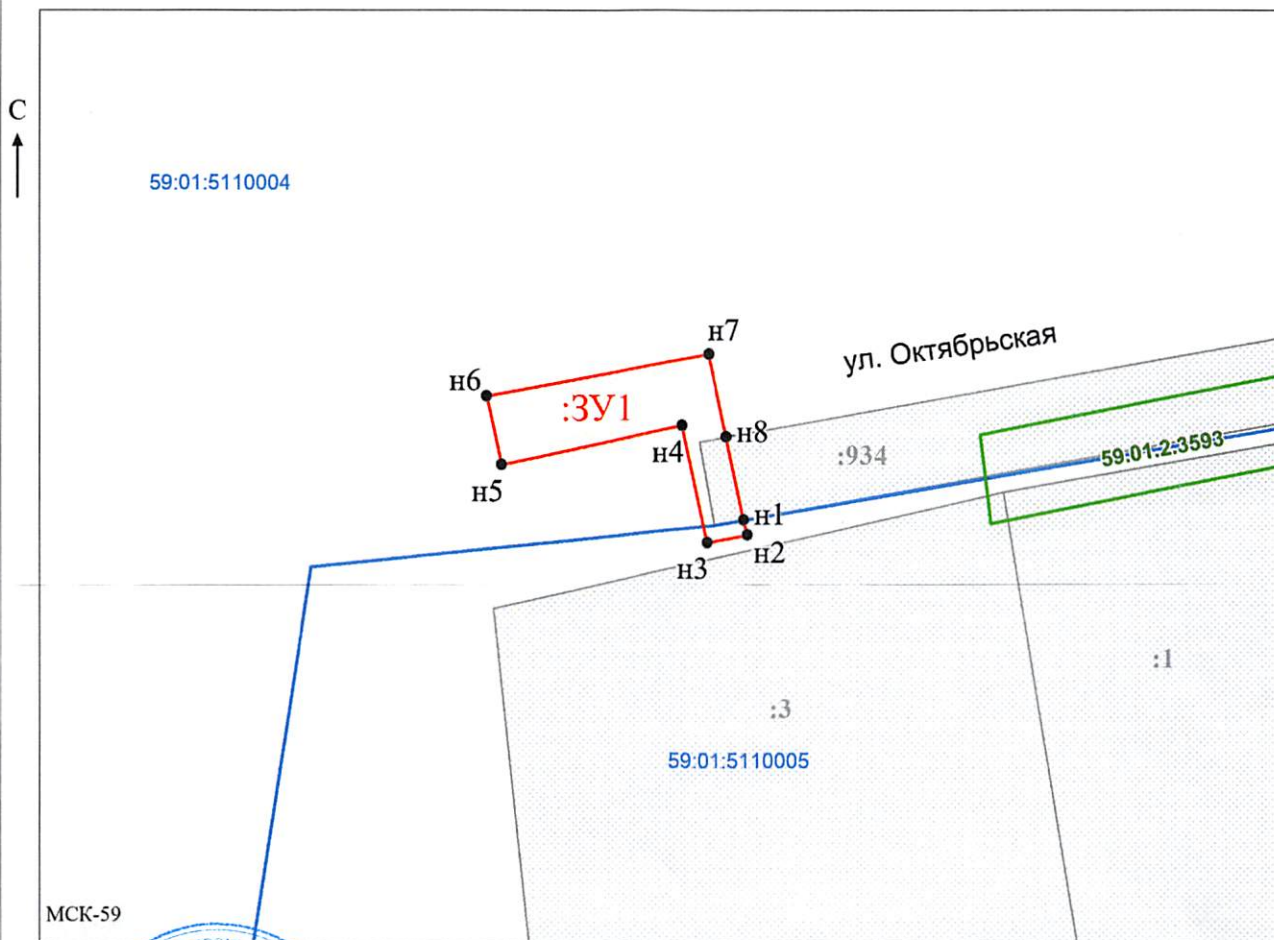 С
59:01:5110004
н7
ул. Октябрьская
н6
:ЗУ1
н8
н4
:934
59:01:2:3593
н5
н1
н2
н3
:1
:3
59:01:5110005
МСК-59